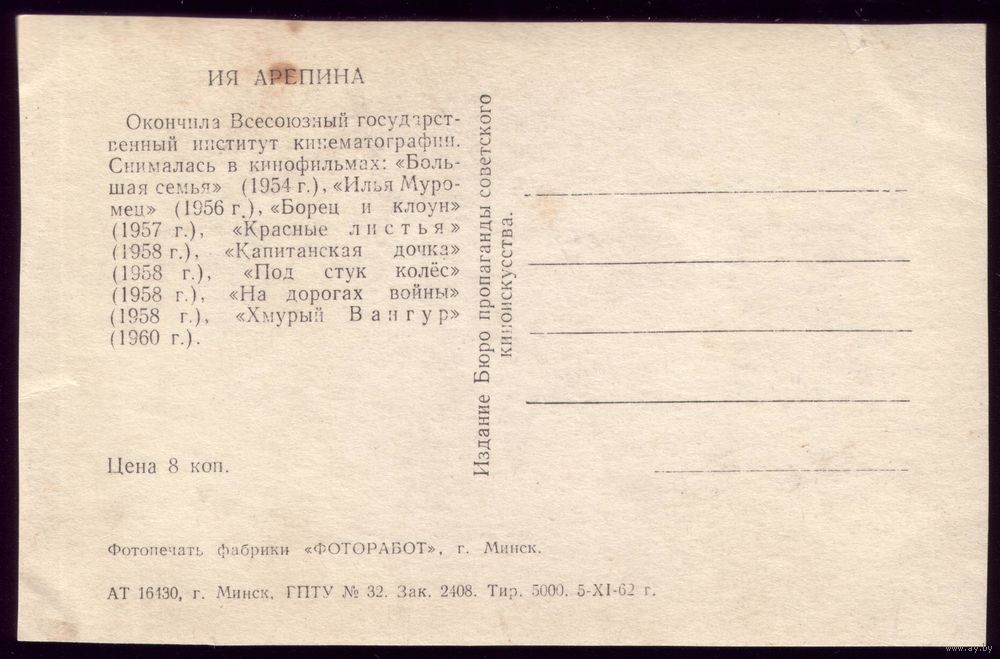 ИЯ АРЕПИНА
Окончила Всесоюзный государст-
венный институт кинематографии.
Снималась в кинофильмах: «Боль-
шая семья» (1954 г.), «Илья Муро-
мец» (1956 г.), «Борец и клоун»
(1957 г.), «Красные листья»
(1958 г.), «Капитанская дочка»
(1958 г.), «Под стук колёс»
(1958 г.), «На дорогах войны»
(1958 г.), «Хмурый Вангур»
(1960 г.).
Цена 8 коп.
Издание Бюро пропаганды советского
киноискусства.
Фотопечать фабрики «ФОТОРАБОТ», г. Минск.
АТ 16430, г. Минск, ГПТУ № 32. Зак. 2408. Тир. 5000. 5-XI-62 г.
www.ay.by